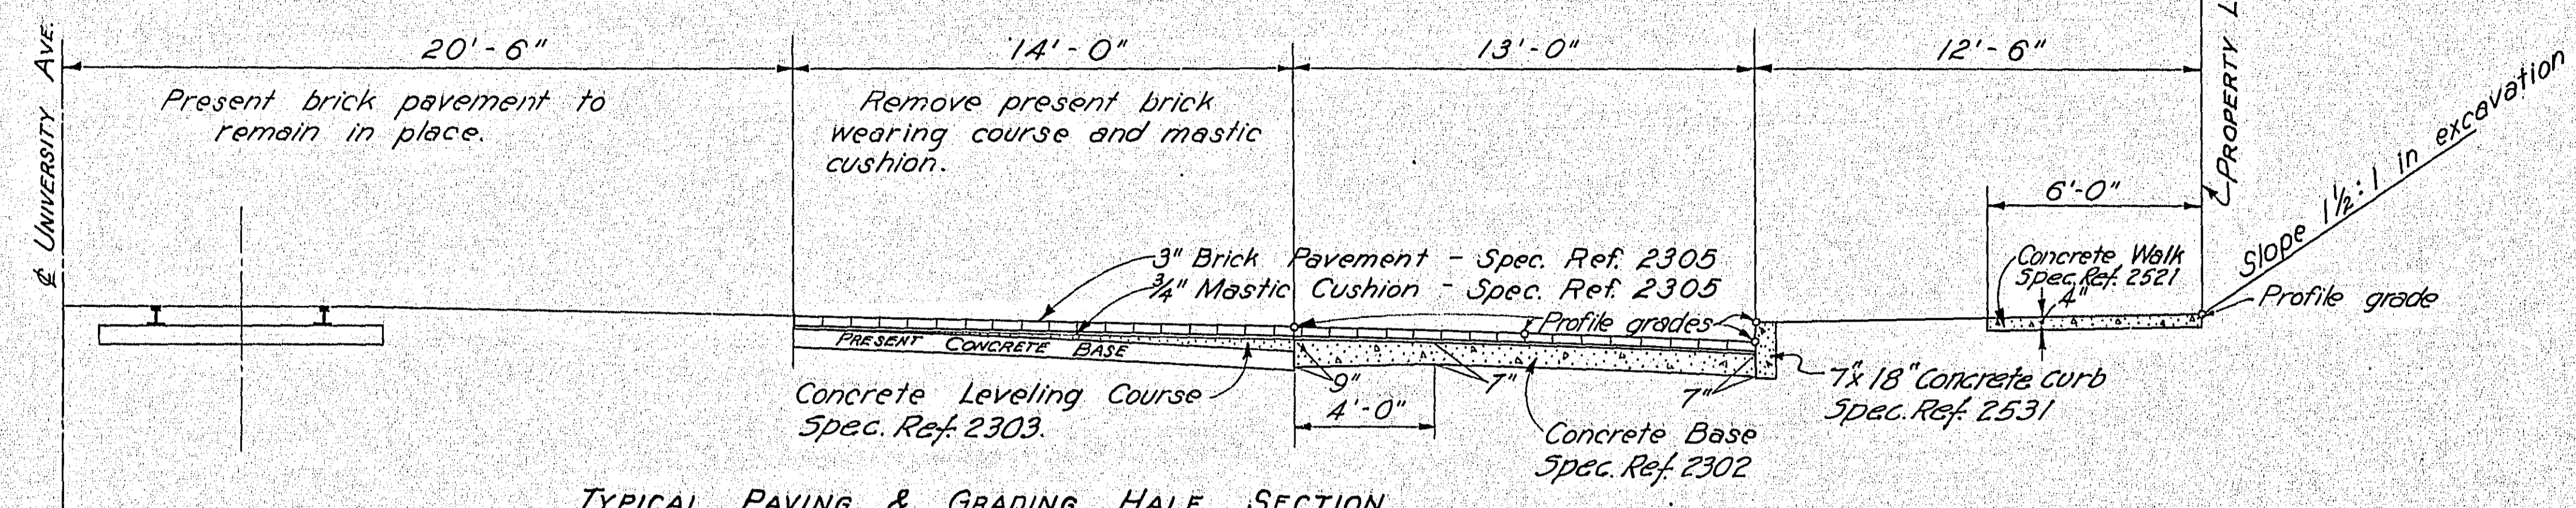 ℄ UNIVERSITY AVE.
20'-6"
14'-0"
13'-0"
12'-6"
Present brick pavement to
remain in place.
Remove present brick
wearing course and mastic
cushion.
PROPERTY L
Slope 1½:1 in excavation
6'-0"
3" Brick Pavement - Spec. Ref. 2305
¾" Mastic Cushion - Spec. Ref. 2305
Concrete Walk
Spec. Ref. 2521
4"
Profile grade
Profile grades
PRESENT CONCRETE BASE
9"
7"
7"
4'-0"
Concrete Leveling Course
Spec. Ref. 2303.
7"x 18" Concrete Curb
Spec. Ref. 2531
Concrete Base
Spec. Ref. 2302
TYPICAL PAVING & GRADING HALF SECTION